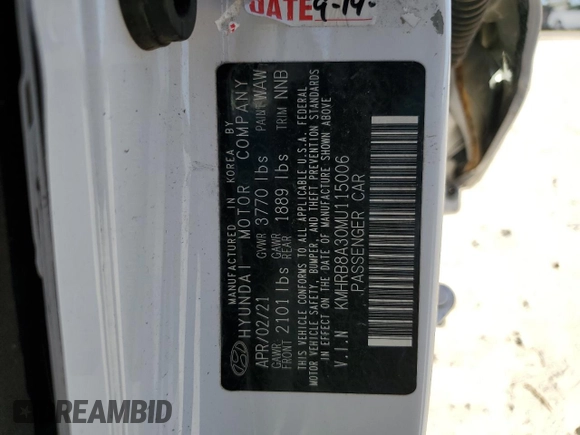 DATE 9-19-
MANUFACTURED IN KOREA BY
HYUNDAI MOTOR COMPANY
APR/02/21 GVWR 3770 lbs PAINT WAW
GAWR FRONT 2101 lbs GAWR REAR 1889 lbs TRIM NNB
THIS VEHICLE CONFORMS TO ALL APPLICABLE U.S.A. FEDERAL
MOTOR VEHICLE SAFETY, BUMPER, AND THEFT PREVENTION STANDARDS
IN EFFECT ON THE DATE OF MANUFACTURE SHOWN ABOVE
V.I.N KMHRB8A30MU115006
PASSENGER CAR
DREAMBID